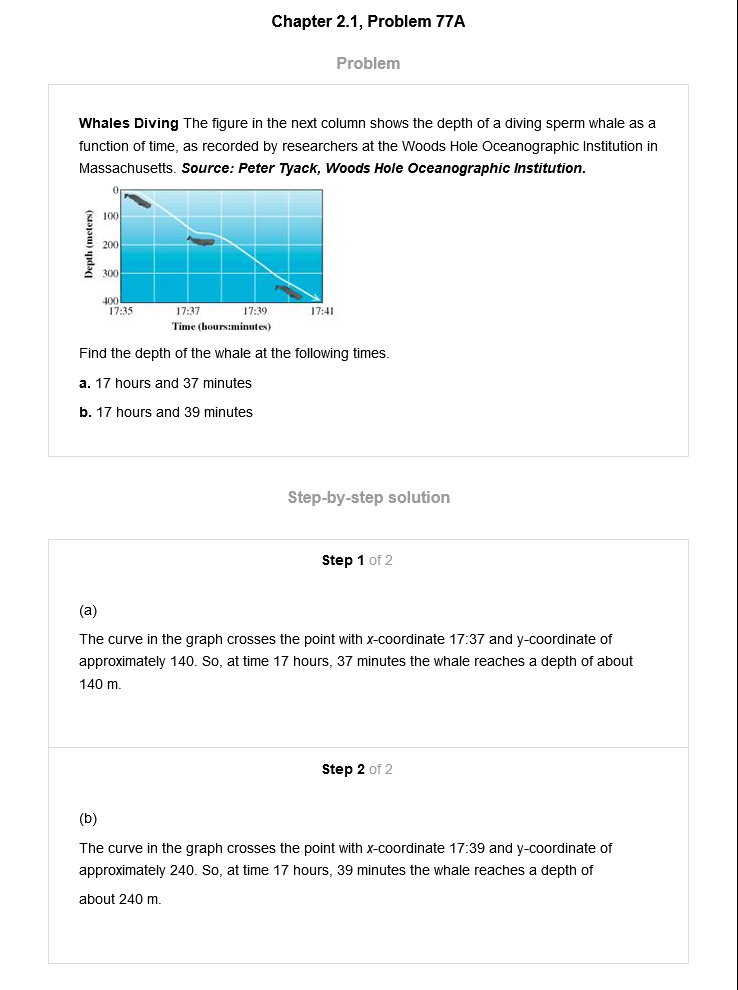 Chapter 2.1, Problem 77A
Problem
Whales Diving The figure in the next column shows the depth of a diving sperm whale as a
function of time, as recorded by researchers at the Woods Hole Oceanographic Institution in
Massachusetts. Source: Peter Tyack, Woods Hole Oceanographic Institution.
0
100
200
300
400
Depth (meters)
17:35 17:37 17:39 17:41
Time (hours:minutes)
Find the depth of the whale at the following times.
a. 17 hours and 37 minutes
b. 17 hours and 39 minutes
Step-by-step solution
Step 1 of 2
(a)
The curve in the graph crosses the point with x-coordinate 17:37 and y-coordinate of
approximately 140. So, at time 17 hours, 37 minutes the whale reaches a depth of about
140 m.
Step 2 of 2
(b)
The curve in the graph crosses the point with x-coordinate 17:39 and y-coordinate of
approximately 240. So, at time 17 hours, 39 minutes the whale reaches a depth of
about 240 m.